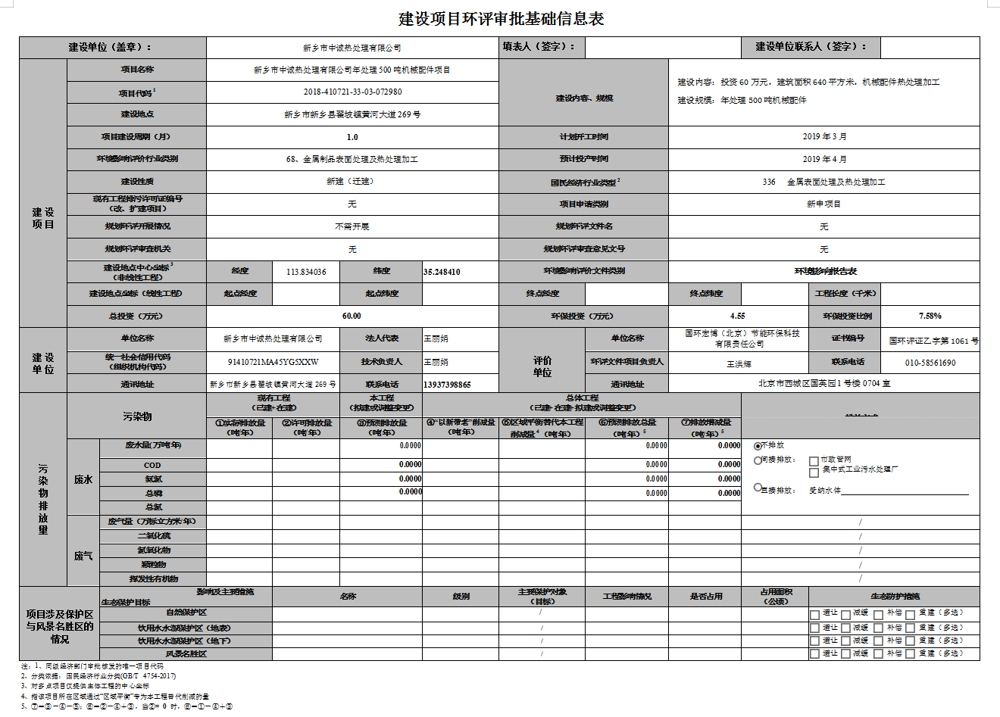 建设项目环评审批基础信息表
建设单位（盖章）： 新乡市中诚热处理有限公司 填表人（签字）： 建设单位联系人（签字）：
建设项目
项目名称 新乡市中诚热处理有限公司年处理500吨机械配件项目
项目代码1 2018-410721-33-03-072980
建设地点 新乡市新乡县翟坡镇黄河大道269号
建设内容、规模
建设内容：投资60万元，建筑面积640平方米，机械配件热处理加工
建设规模：年处理500吨机械配件
项目建设周期（月） 1.0 计划开工时间 2019年3月
环境影响评价行业类别 68、金属制品表面处理及热处理加工 预计投产时间 2019年4月
建设性质 新建（迁建） 国民经济行业类型2 336 金属表面处理及热处理加工
现有工程排污许可证编号
（改、扩建项目） 无 项目申请类别 新申项目
规划环评开展情况 不需开展 规划环评文件名 无
规划环评审查机关 无 规划环评审查意见文号 无
建设地点中心坐标3
（非线性工程） 经度 113.834036 纬度 35.248410 环境影响评价文件类别 环境影响报告表
建设地点坐标（线性工程） 起点经度 起点纬度 终点经度 终点纬度 工程长度（千米）
总投资（万元） 60.00 环保投资（万元） 4.55 环保投资比例 7.58%
建设单位
单位名称 新乡市中诚热处理有限公司 法人代表 王丽娟
统一社会信用代码
（组织机构代码） 91410721MA45YG5XXW 技术负责人 王丽娟
通讯地址 新乡市新乡县翟坡镇黄河大道269号 联系电话 13937398865
评价单位
单位名称 国环宏博（北京）节能环保科技
有限责任公司 证书编号 国环评证乙字第1061号
环评文件项目负责人 王洪辉 联系电话 010-58561690
通讯地址 北京市西城区国英园1号楼0704室
污染物排放量
污染物
现有工程
（已建+在建）
本工程
（拟建或调整变更）
总体工程
（已建+在建+拟建或调整变更）
①实际排放量
（吨/年）
②许可排放量
（吨/年）
③预测排放量
（吨/年）
④“以新带老”削减量
（吨/年）
⑤区域平衡替代本工程
削减量4（吨/年）
⑥预测排放总量
（吨/年）5
⑦排放增减量
（吨/年）5
废水
废水量(万吨/年) 0.0000 0.0000 0.0000
COD 0.0000 0.0000 0.0000
氨氮 0.0000 0.0000 0.0000
总磷 0.0000 0.0000 0.0000
总氮
不排放
间接排放： 市政管网
集中式工业污水处理厂
直接排放： 受纳水体
废气
废气量（万标立方米/年） /
二氧化硫 /
氮氧化物 /
颗粒物 /
挥发性有机物 /
项目涉及保护区
与风景名胜区的
情况
影响及主要措施
生态保护目标
名称 级别 主要保护对象
（目标） 工程影响情况 是否占用 占用面积
（公顷） 生态防护措施
自然保护区 / 避让 减缓 补偿 重建（多选）
饮用水水源保护区（地表） / 避让 减缓 补偿 重建（多选）
饮用水水源保护区（地下） / 避让 减缓 补偿 重建（多选）
风景名胜区 / 避让 减缓 补偿 重建（多选）
注：1、同级经济部门审批核发的唯一项目代码
2、分类依据：国民经济行业分类(GB/T 4754-2017)
3、对多点项目仅提供主体工程的中心坐标
4、指该项目所在区域通过“区域平衡”专为本工程替代削减的量
5、⑦=③-④-⑤；⑥=②-④+③，当②= 0 时，⑥=①-④+③